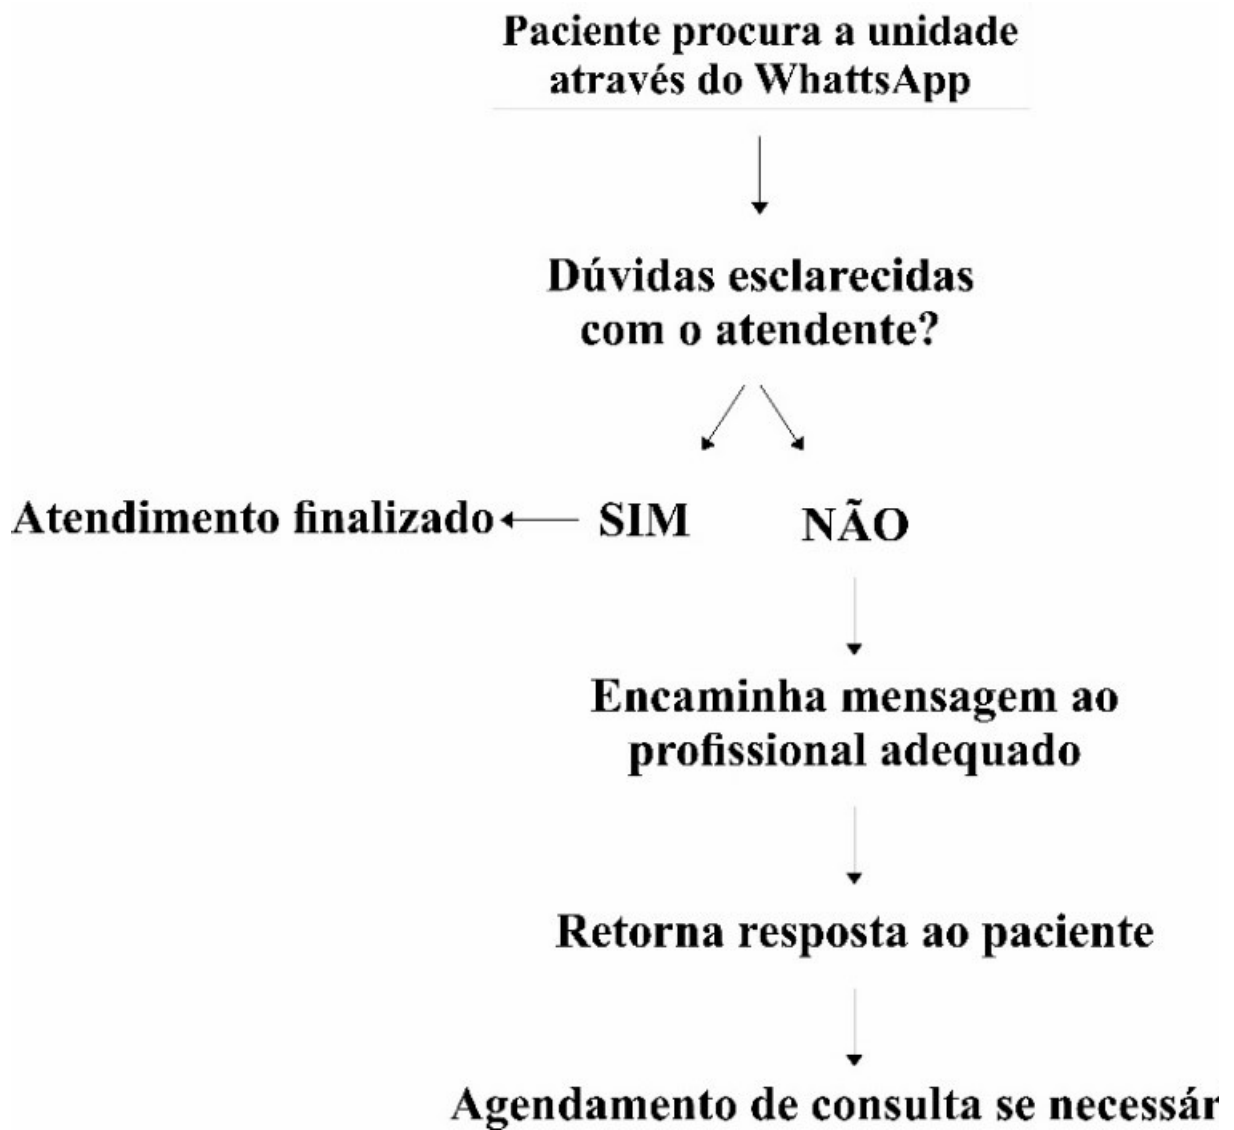 Paciente procura a unidade
através do WhattsApp
Dúvidas esclarecidas
com o atendente?
Atendimento finalizado
SIM
NÃO
Encaminha mensagem ao
profissional adequado
Retorna resposta ao paciente
Agendamento de consulta se necessár